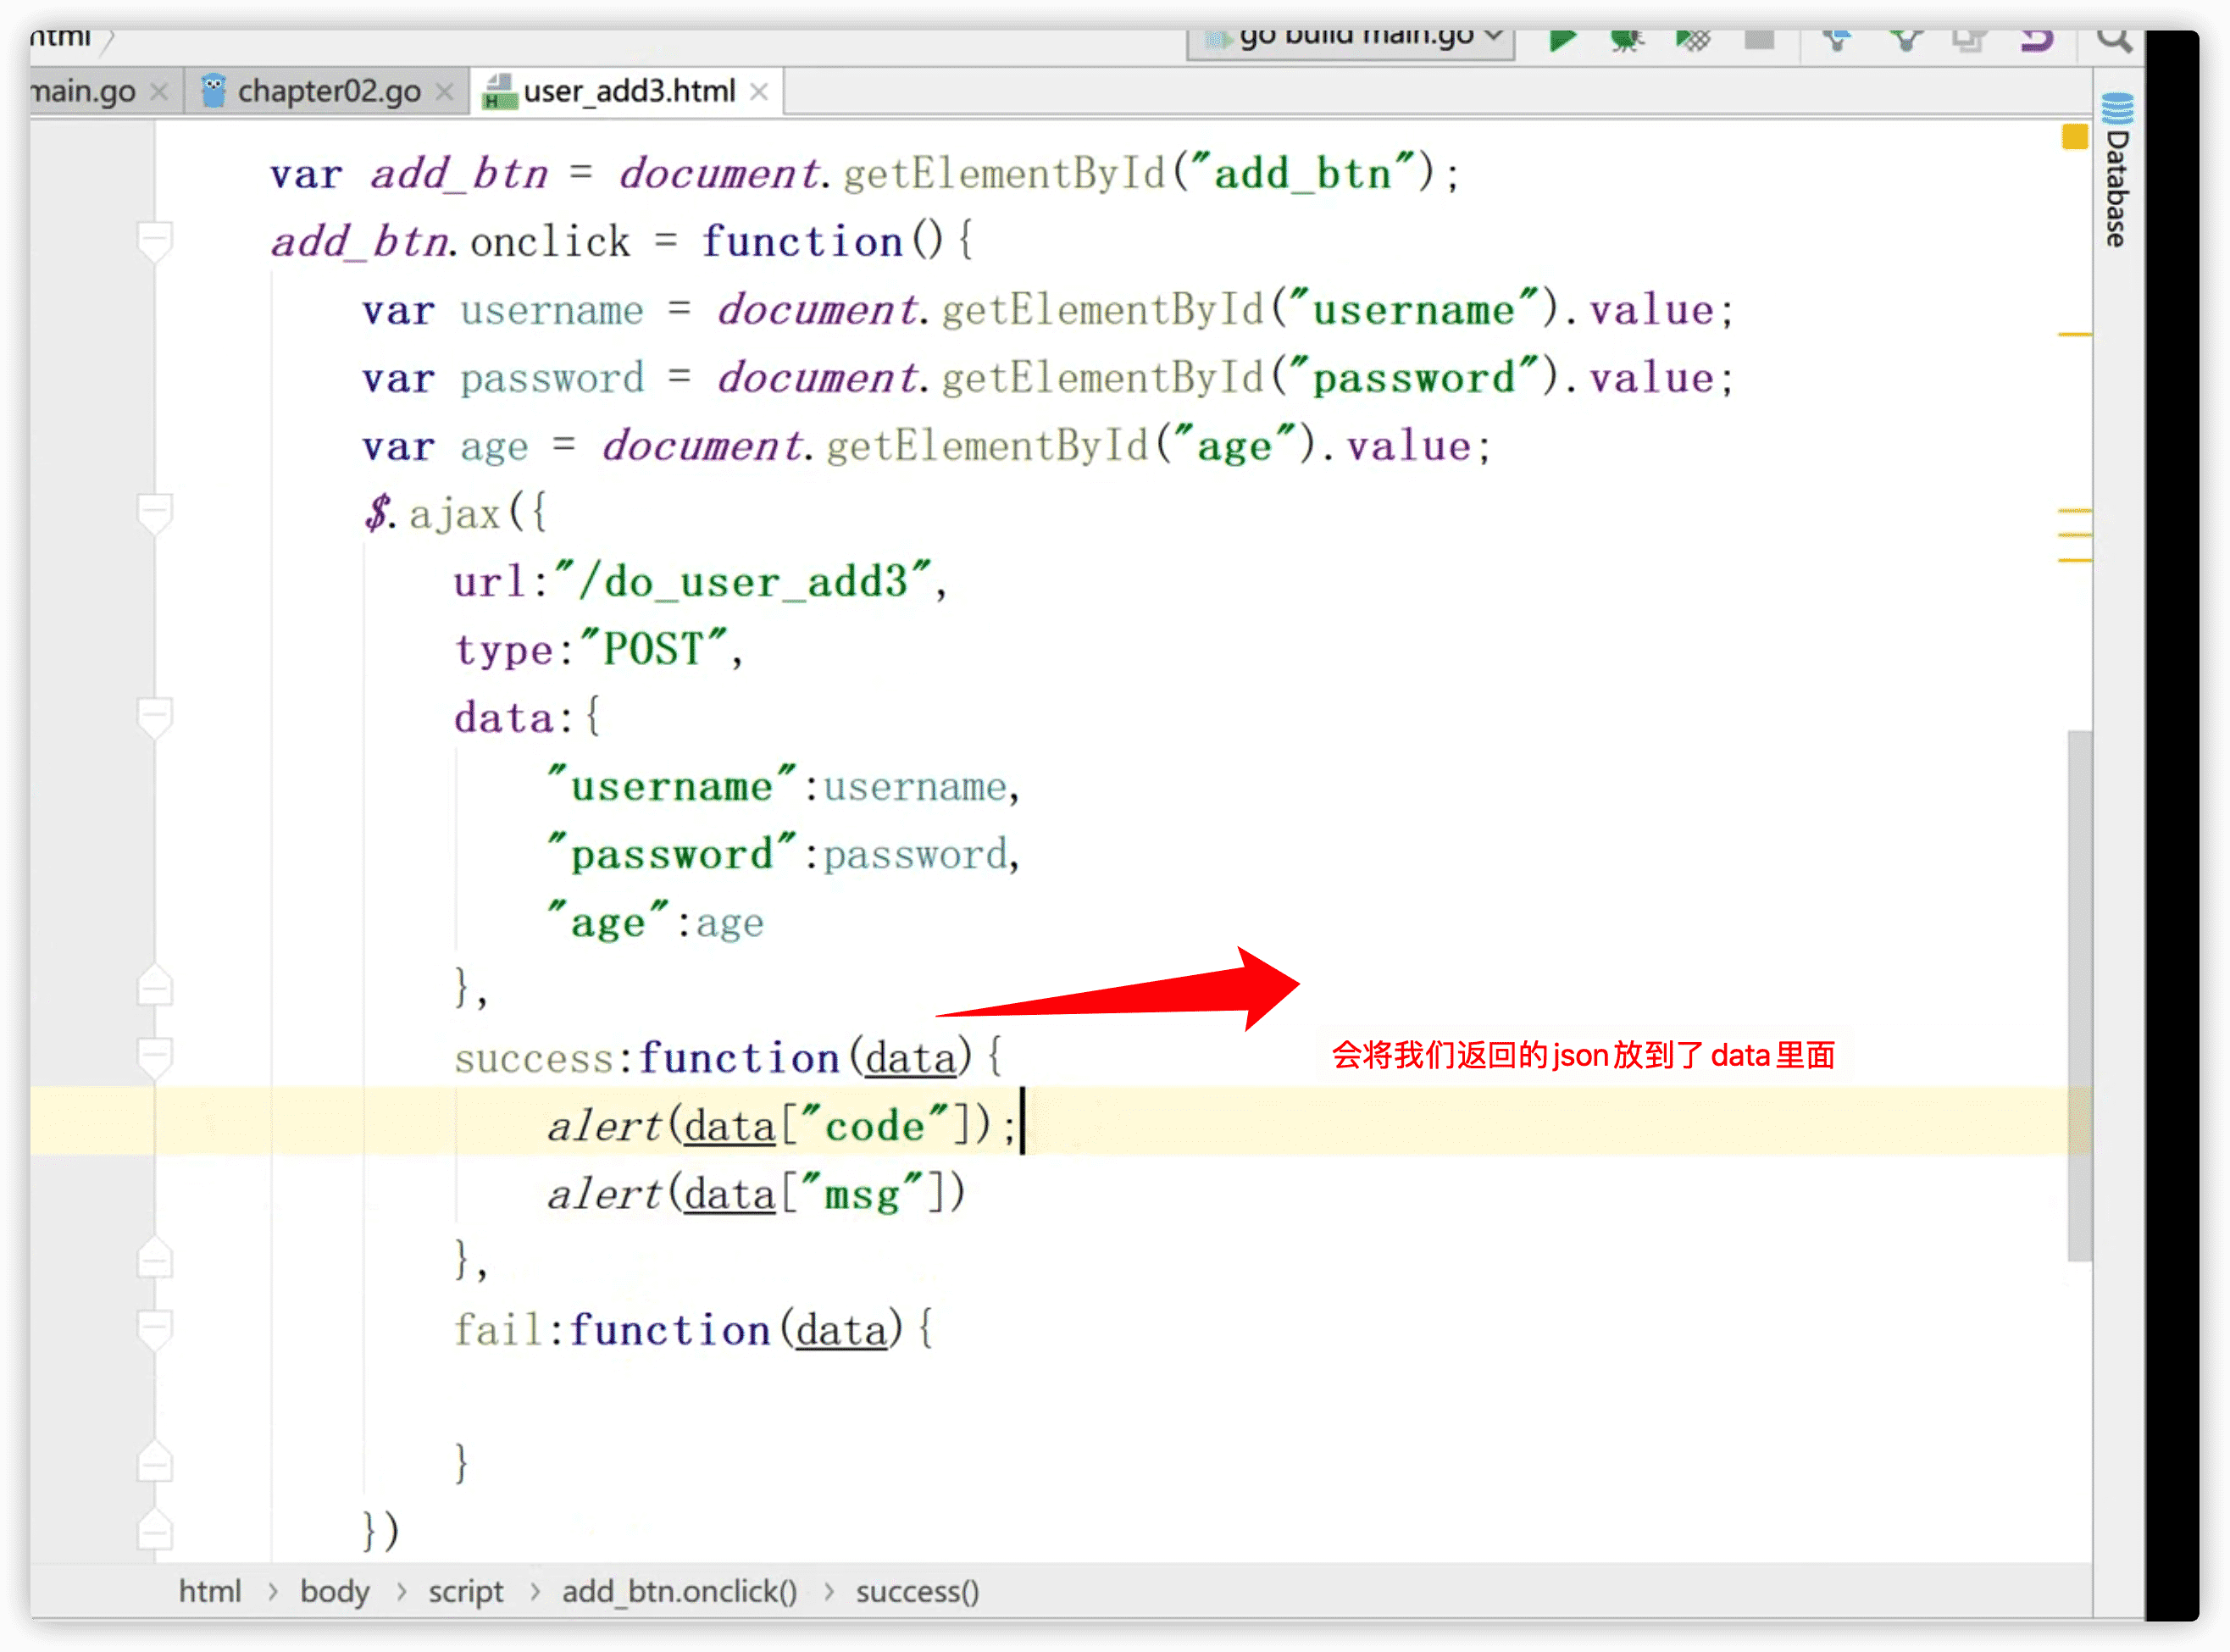 html
go build main.go
main.go
chapter02.go
user_add3.html
Database
var add_btn = document.getElementById("add_btn");
add_btn.onclick = function(){
var username = document.getElementById("username").value;
var password = document.getElementById("password").value;
var age = document.getElementById("age").value;
$.ajax({
url:"/do_user_add3",
type:"POST",
data:{
"username":username,
"password":password,
"age":age
},
success:function(data){
会将我们返回的json放到了data里面
alert(data["code"]);
alert(data["msg"])
},
fail:function(data){
}
})
html > body > script > add_btn.onclick() > success()